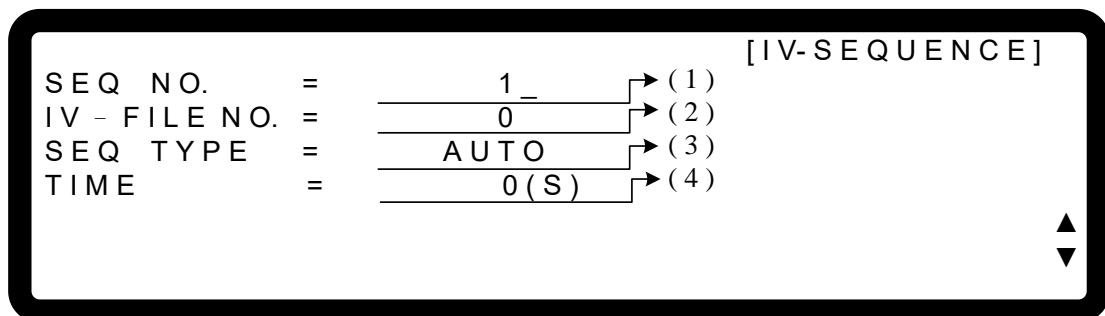 [IV-SEQUENCE]
SEQ NO. = 1_ (1)
IV-FILE NO. = 0 (2)
SEQ TYPE = AUTO (3)
TIME = 0(S) (4)
▲
▼